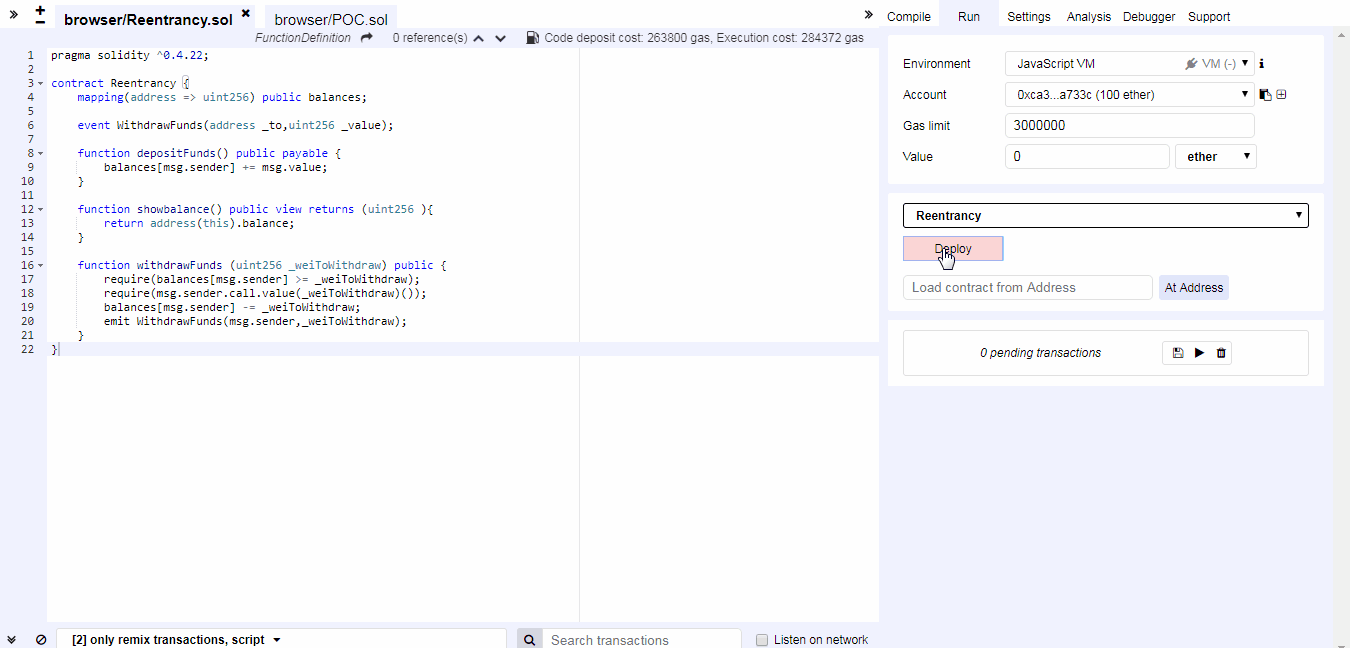 browser/Reentrancy.sol browser/POC.sol
FunctionDefinition 0 reference(s) Code deposit cost: 263800 gas, Execution cost: 284372 gas
1 pragma solidity ^0.4.22;
2
3 contract Reentrancy {
4 mapping(address => uint256) public balances;
5
6 event WithdrawFunds(address _to,uint256 _value);
7
8 function depositFunds() public payable {
9 balances[msg.sender] += msg.value;
10 }
11
12 function showbalance() public view returns (uint256 ){
13 return address(this).balance;
14 }
15
16 function withdrawFunds (uint256 _weiToWithdraw) public {
17 require(balances[msg.sender] >= _weiToWithdraw);
18 require(msg.sender.call.value(_weiToWithdraw)());
19 balances[msg.sender] -= _weiToWithdraw;
20 emit WithdrawFunds(msg.sender,_weiToWithdraw);
21 }
22 }
[2] only remix transactions, script Search transactions Listen on network
Compile Run Settings Analysis Debugger Support
Environment JavaScript VM VM (-)
Account 0xca3...a733c (100 ether)
Gas limit 3000000
Value 0 ether
Reentrancy
Deploy
Load contract from Address At Address
0 pending transactions